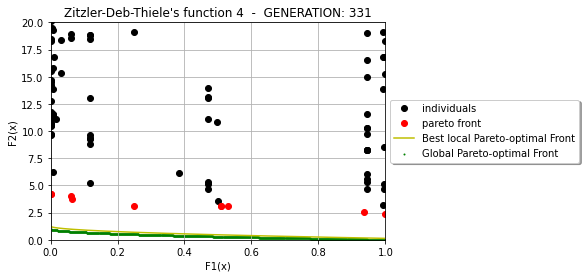 Zitzler-Deb-Thiele's function 4  -  GENERATION: 331
20.0
17.5
15.0
12.5
10.0
7.5
5.0
2.5
0.0
F2(x)
0.0 0.2 0.4 0.6 0.8 1.0
F1(x)
individuals
pareto front
Best local Pareto-optimal Front
Global Pareto-optimal Front